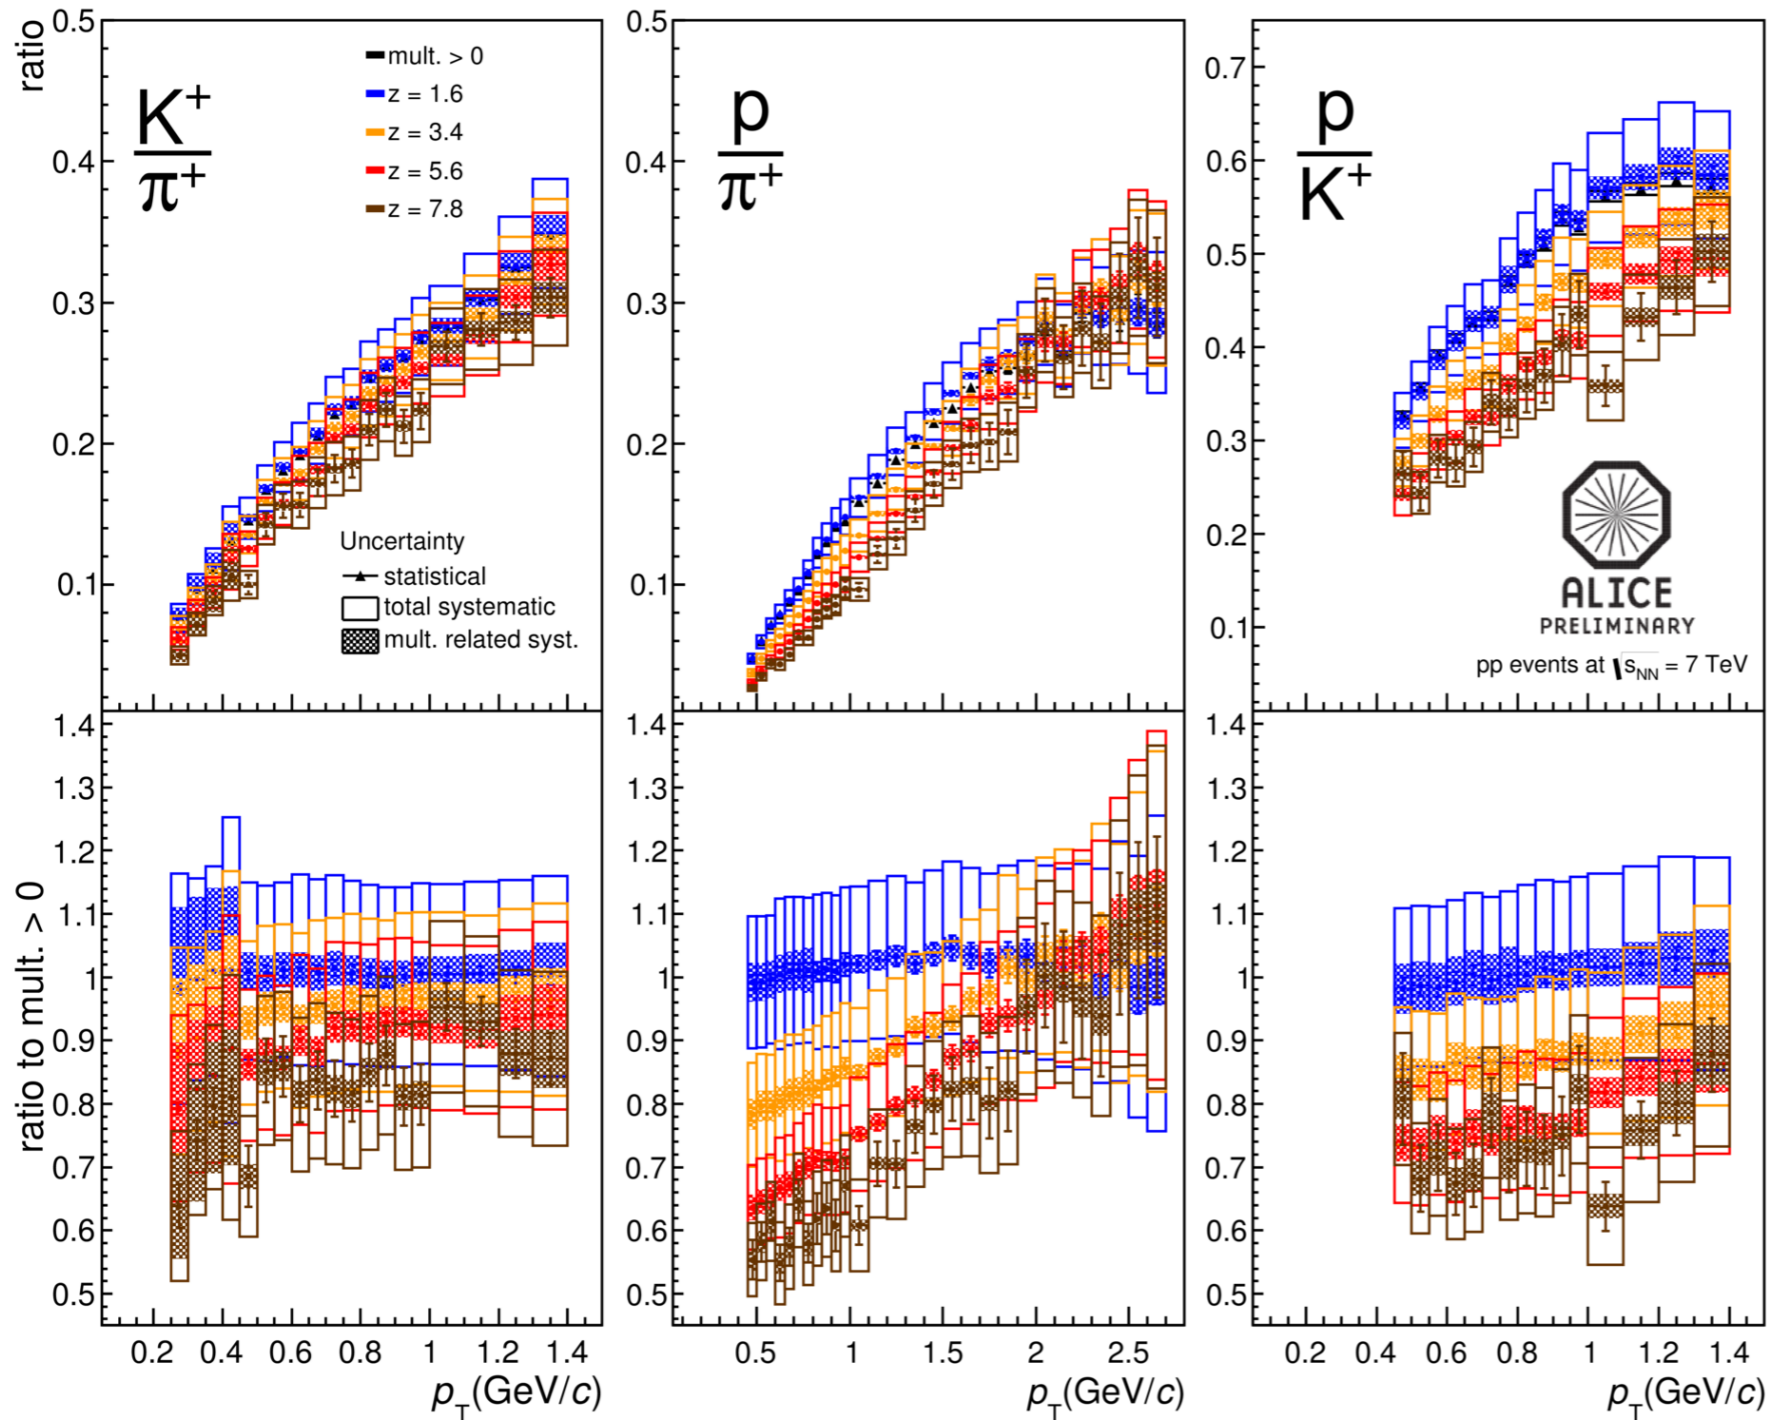 ratio
0.5
0.4
0.3
0.2
0.1
K+
π+
mult. > 0
z = 1.6
z = 3.4
z = 5.6
z = 7.8
Uncertainty
statistical
total systematic
mult. related syst.
0.5
0.4
0.3
0.2
0.1
p
π+
0.7
0.6
0.5
0.4
0.3
0.2
0.1
p
K+
ALICE
PRELIMINARY
pp events at √sNN = 7 TeV
ratio to mult. > 0
1.4
1.3
1.2
1.1
1
0.9
0.8
0.7
0.6
0.5
0.2 0.4 0.6 0.8 1 1.2 1.4
pT(GeV/c)
1.4
1.3
1.2
1.1
1
0.9
0.8
0.7
0.6
0.5
0.5 1 1.5 2 2.5
pT(GeV/c)
1.4
1.3
1.2
1.1
1
0.9
0.8
0.7
0.6
0.5
0.2 0.4 0.6 0.8 1 1.2 1.4
pT(GeV/c)